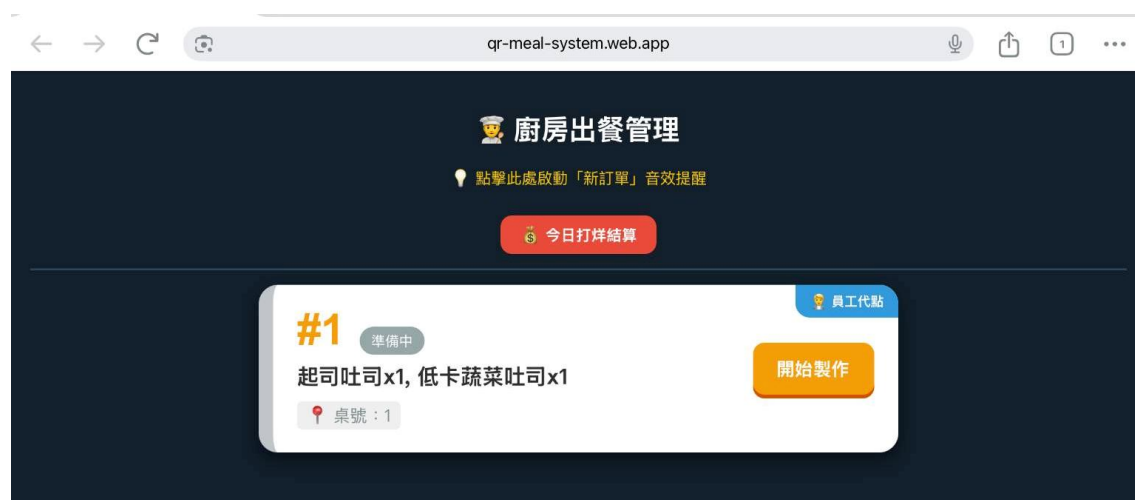 qr-meal-system.web.app
1
廚房出餐管理
點擊此處啟動「新訂單」音效提醒
今日打烊結算
員工代點
#1 準備中
起司吐司x1, 低卡蔬菜吐司x1
開始製作
桌號：1